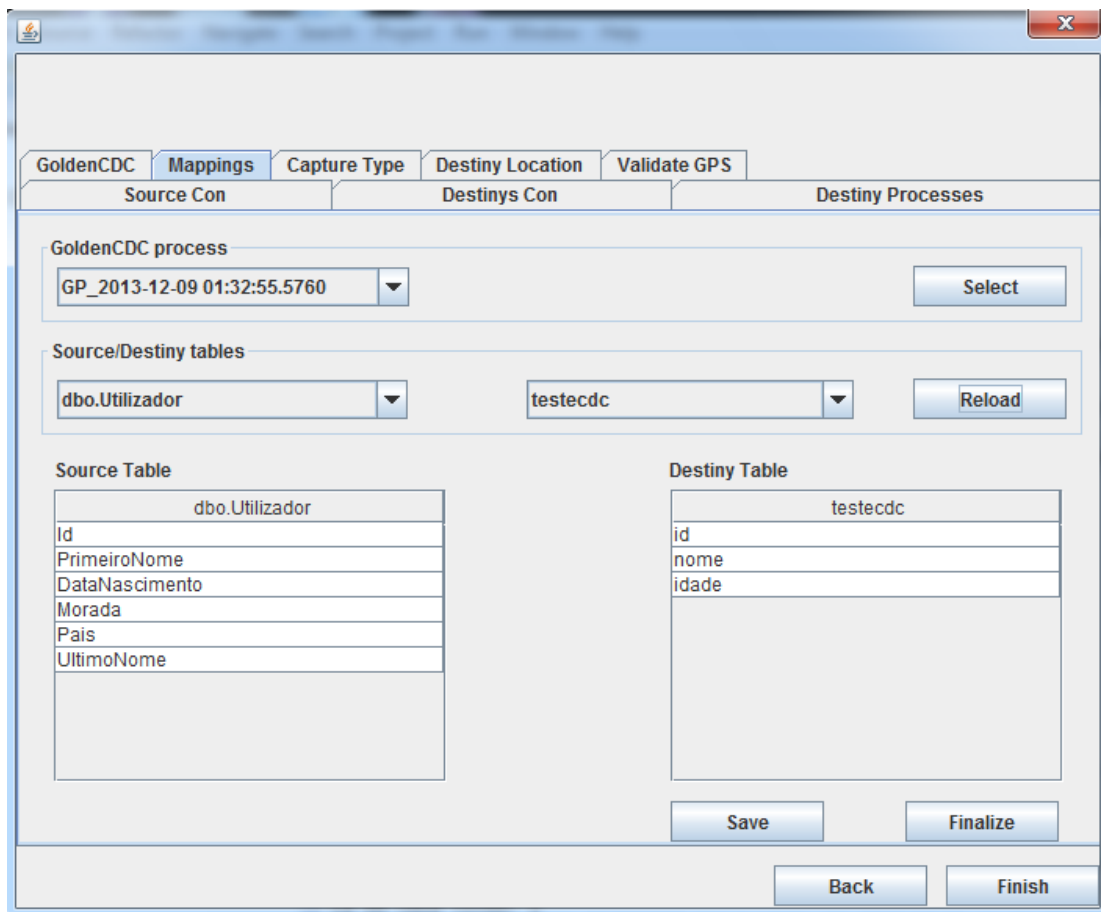 GoldenCDC Mappings Capture Type Destiny Location Validate GPS
Source Con Destinys Con Destiny Processes
GoldenCDC process
GP_2013-12-09 01:32:55.5760 Select
Source/Destiny tables
dbo.Utilizador testecdc Reload
Source Table Destiny Table
dbo.Utilizador testecdc
Id id
PrimeiroNome nome
DataNascimento idade
Morada
Pais
UltimoNome
Save Finalize
Back Finish